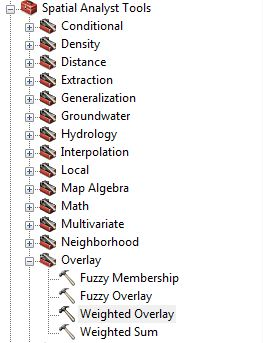 Spatial Analyst Tools
Conditional
Density
Distance
Extraction
Generalization
Groundwater
Hydrology
Interpolation
Local
Map Algebra
Math
Multivariate
Neighborhood
Overlay
Fuzzy Membership
Fuzzy Overlay
Weighted Overlay
Weighted Sum